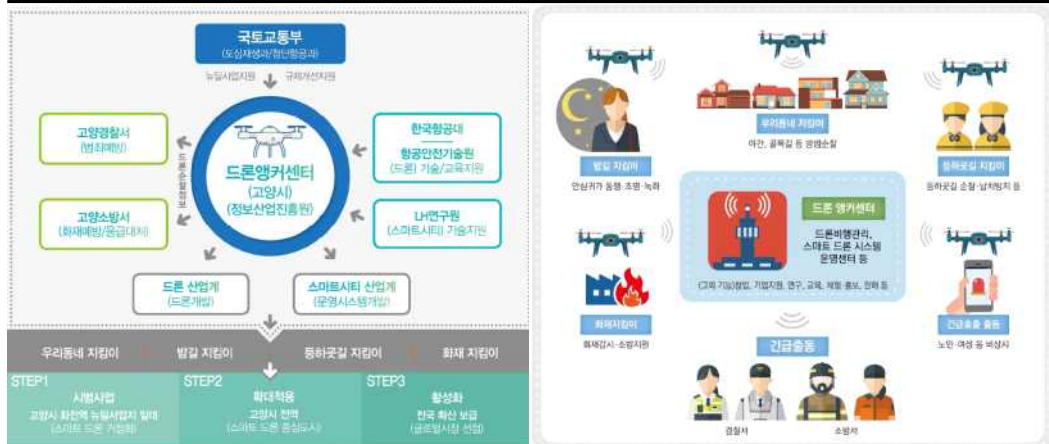 국토교통부
(도심재생과/첨단항공과)
뉴딜사업지원
규제개선지원
고양경찰서
(범죄예방)
드론순찰정보
고양소방서
(화재예방/응급대처)
드론앵커센터
(고양시)
(정보산업진흥원)
한국항공대
항공안전기술원
(드론) 기술/교육지원
LH연구원
(스마트시티) 기술지원
드론 산업계
(드론개발)
스마트시티 산업계
(운영시스템개발)
우리동네 지킴이
밤길 지킴이
등하굣길 지킴이
화재 지킴이
STEP1
시범사업
고양시 화전역 뉴딜사업지 일대
(스마트 드론 거점화)
STEP2
확대적용
고양시 전역
(스마트 드론 중심도시)
STEP3
활성화
전국 확산 보급
(글로벌시장 선점)
밤길 지킴이
안심귀가 동행·조명·녹화
우리동네 지킴이
야간, 골목길 등 방범순찰
등하굣길 지킴이
등하굣길 순찰·납치방지 등
드론 앵커센터
드론비행관리,
스마트 드론 시스템
운영센터 등
창업, 기업지원, 연구, 교육, 체험·홍보, 등
화재지킴이
화재감시·소방지원
긴급호출 출동
노인·여성 등 비상시
긴급출동
경찰서
소방서